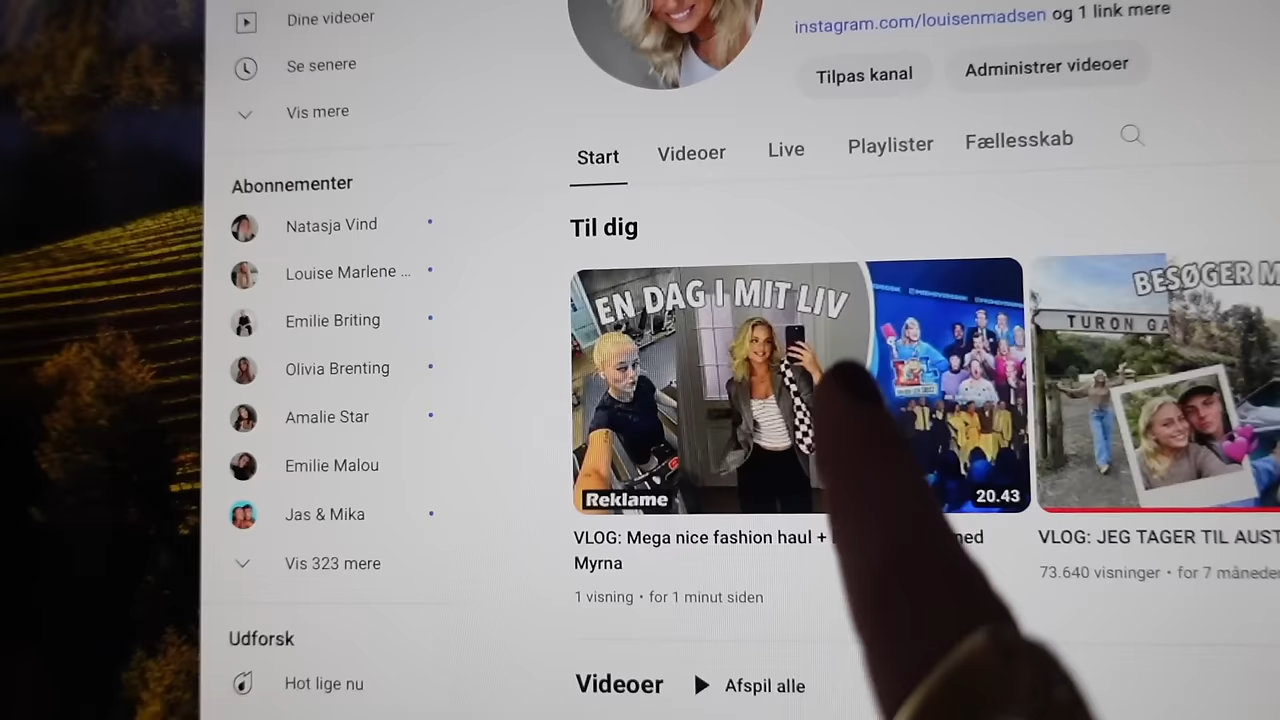 Dine videoer
Se senere
Vis mere
Abonnementer
Natasja Vind
Louise Marlene ...
Emilie Briting
Olivia Brenting
Amalie Star
Emilie Malou
Jas & Mika
Vis 323 mere
Udforsk
Hot lige nu
instagram.com/louisenmadsen og 1 link mere
Tilpas kanal
Administrer videoer
Start
Videoer
Live
Playlister
Fællesskab
Til dig
EN DAG I MIT LIV
Reklame
20.43
VLOG: Mega nice fashion haul +
Myrna
1 visning • for 1 minut siden
BESØGER M
TURON GA
VLOG: JEG TAGER TIL AUST
73.640 visninger • for 7 måneder
Videoer
Afspil alle